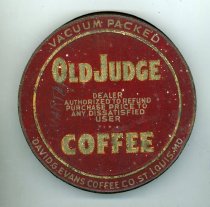 VACUUM PACKED
OLD JUDGE
DEALER
AUTHORIZED TO REFUND
PURCHASE PRICE TO
ANY DISSATISFIED
USER
COFFEE
DAVID G. EVANS COFFEE CO. ST. LOUIS, MO.